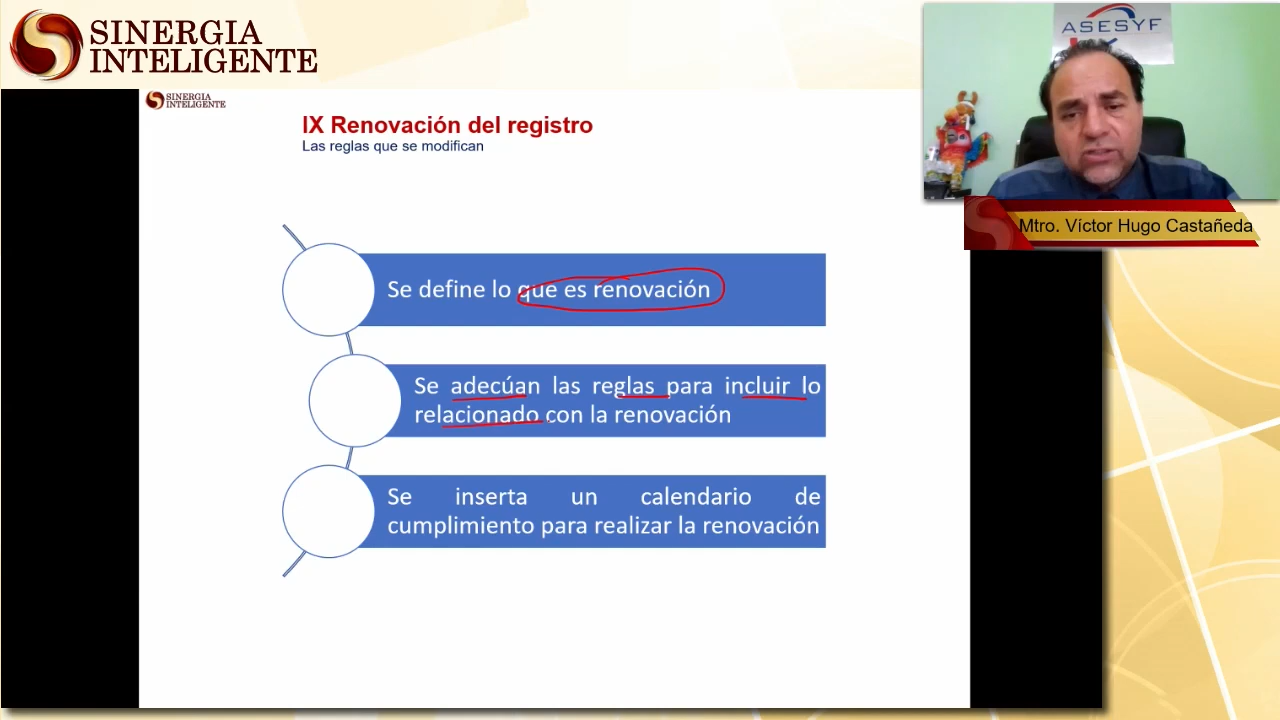 SINERGIA
INTELIGENTE
SINERGIA
INTELIGENTE
IX Renovación del registro
Las reglas que se modifican
Se define lo que es renovación
Se adecúan las reglas para incluir lo
relacionado con la renovación
Se inserta un calendario de
cumplimiento para realizar la renovación
ASESYF
Mtro. Víctor Hugo Castañeda